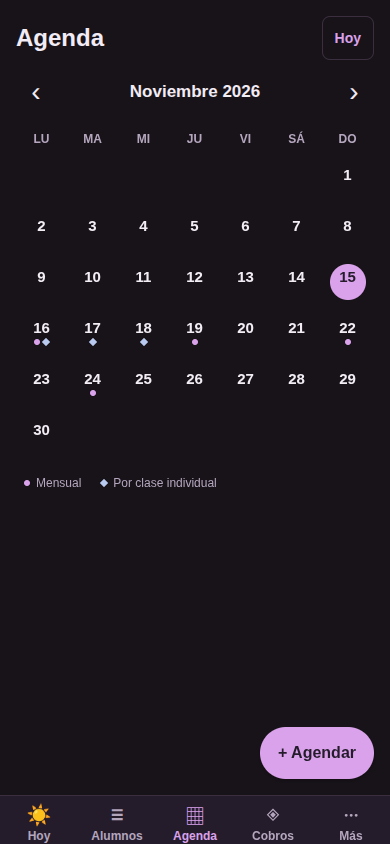 Agenda
Hoy
‹ Noviembre 2026 ›
LU MA MI JU VI SÁ DO
1
2 3 4 5 6 7 8
9 10 11 12 13 14 15
16 17 18 19 20 21 22
23 24 25 26 27 28 29
30
Mensual Por clase individual
+ Agendar
Hoy Alumnos Agenda Cobros Más